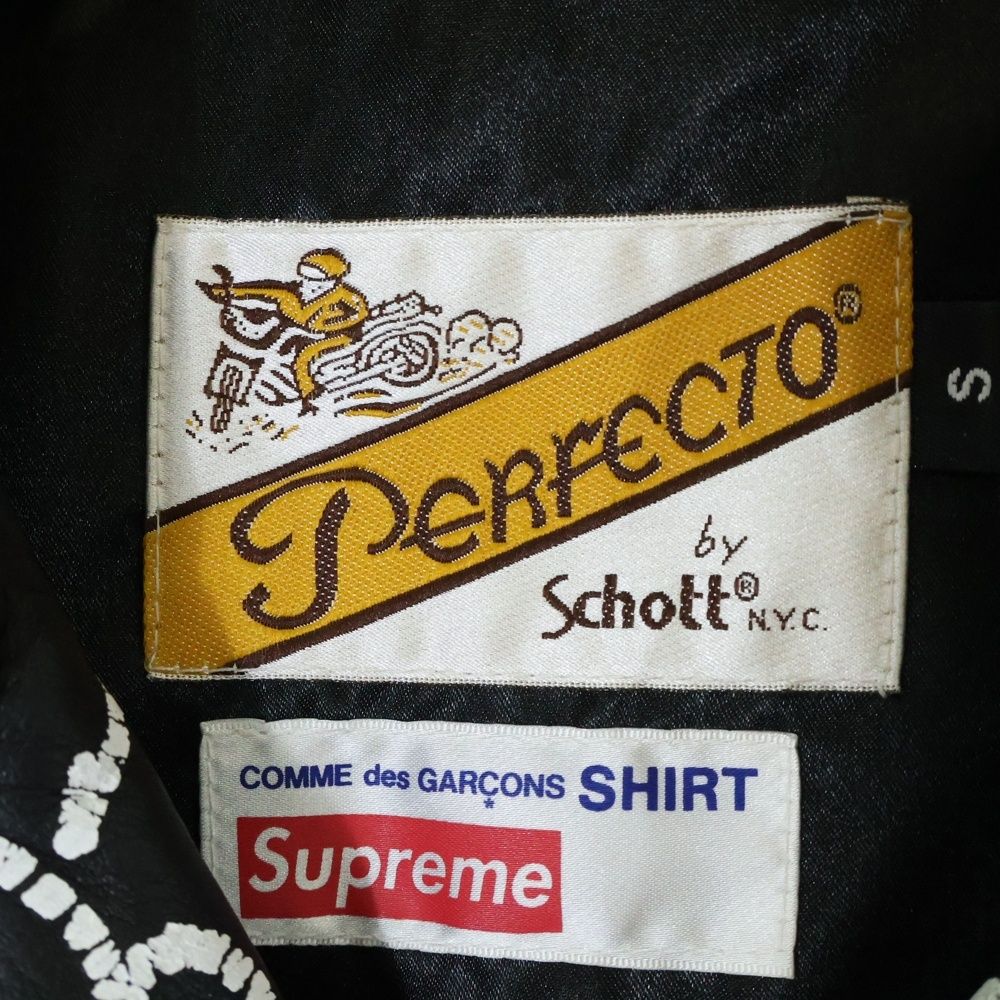 PERFECTO®
by
Schott® N.Y.C.
S
COMME des GARÇONS SHIRT
*
Supreme